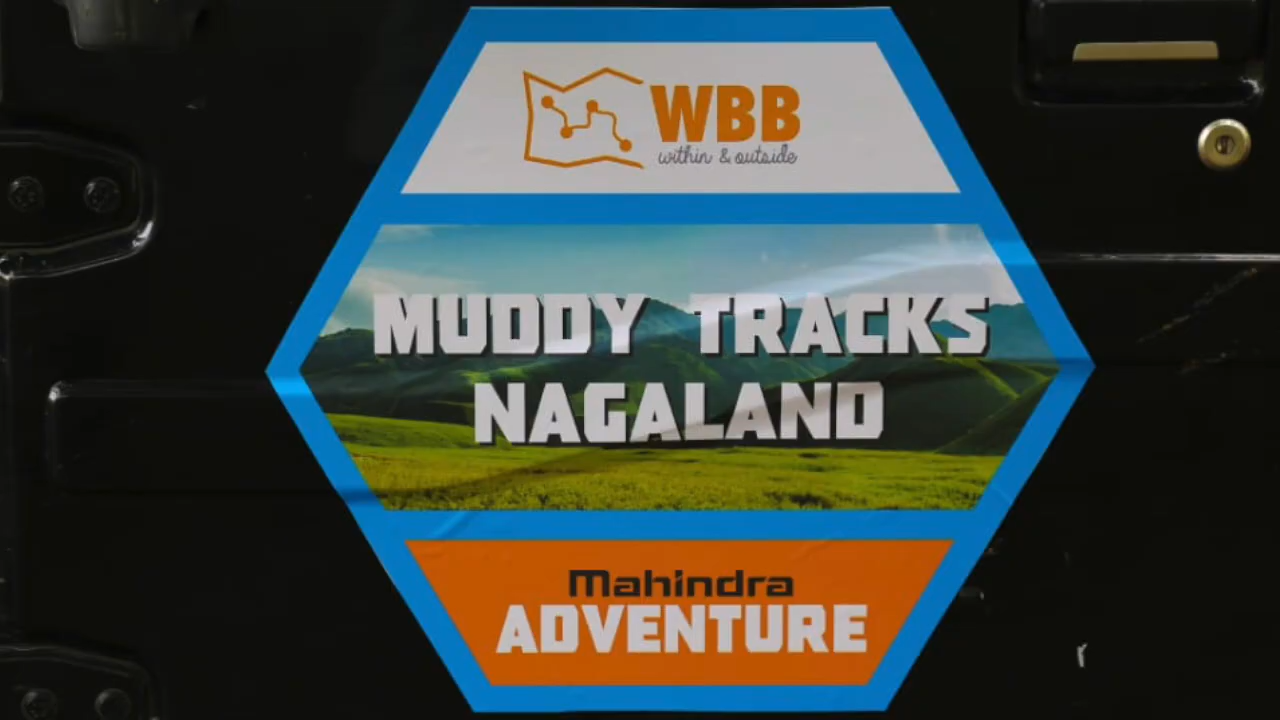 WBB
within & outside
MUDDY TRACKS
NAGALAND
Mahindra
ADVENTURE